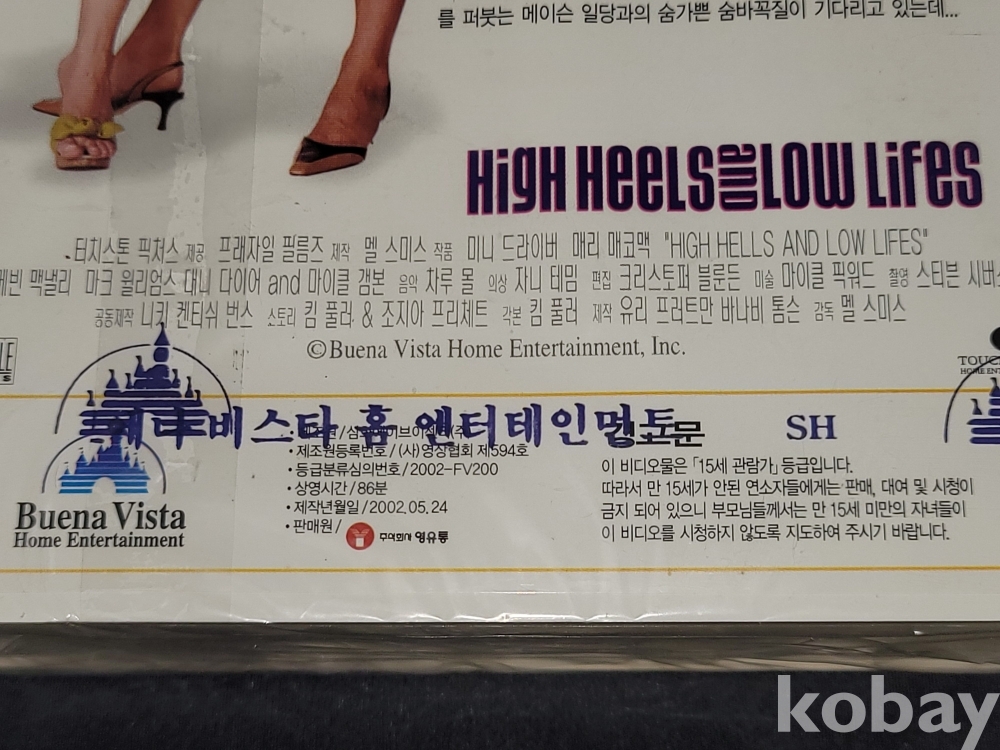 를 퍼붓는 메이슨 일당과의 숨가쁜 숨바꼭질이 기다리고 있는데...
HigH HeeLS and LOW LifeS
터치스톤 픽쳐스 제공 프래자일 필름즈 제작 멜 스미스 작품 미니 드라이버 매리 매코맥 "HIGH HELLS AND LOW LIFES"
케빈 맥낼리 마크 윌리엄스 대니 다이어 and 마이클 갬본 음악 차루 몰 의상 자니 테밈 편집 크리스토퍼 블룬든 미술 마이클 픽워드 촬영 스티븐 시버스
공동제작 니키 켄티쉬 번스 스토리 킴 풀러 & 조지아 프리체트 각본 킴 풀러 제작 유리 프러트만 바나비 톰슨 감독 멜 스미스
©Buena Vista Home Entertainment, Inc.
비스타 홈 엔터테인먼트
SH
Buena Vista
Home Entertainment
• 제조원등록번호 / (사)영상협회 제594호
• 등급분류심의번호 / 2002-FV200
• 상영시간 / 86분
• 제작년월일 / 2002.05.24
• 판매원 / 주식회사 영유통
이 비디오물은 「15세 관람가」 등급입니다.
따라서 만 15세가 안된 연소자들에게는 판매, 대여 및 시청이
금지 되어 있으니 부모님들께서는 만 15세 미만의 자녀들이
이 비디오를 시청하지 않도록 지도하여 주시기 바랍니다.
kobay